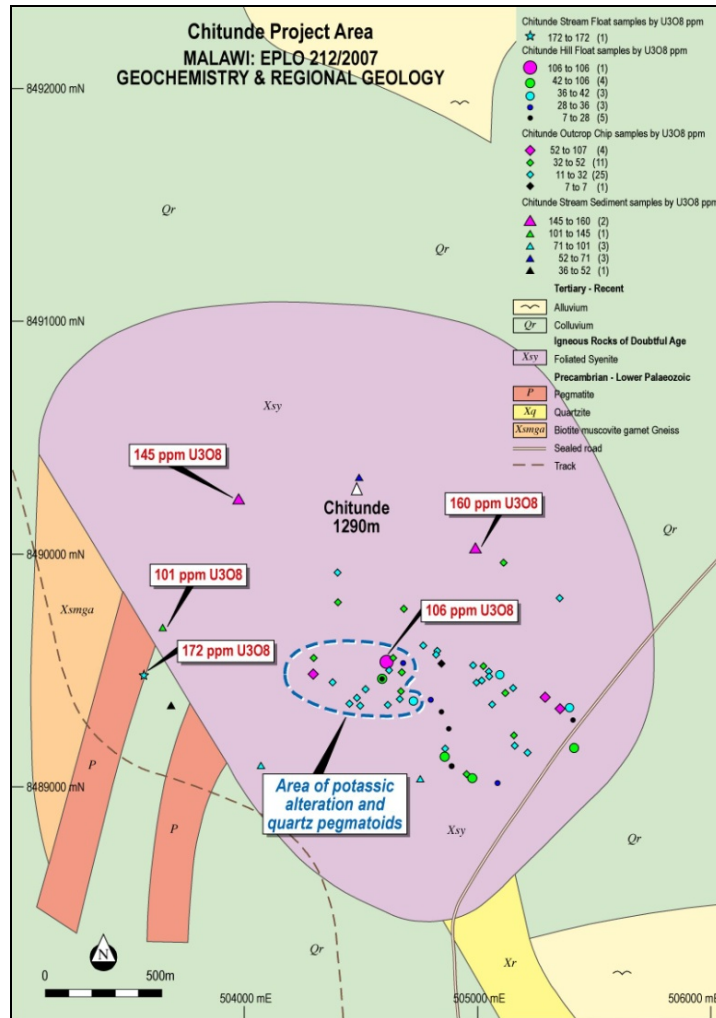 Chitunde Project Area
MALAWI: EPLO 212/2007
GEOCHEMISTRY & REGIONAL GEOLOGY
Chitunde Stream Float samples by U3O8 ppm
172 to 172 (1)
Chitunde Hill Float samples by U3O8 ppm
106 to 106 (1)
42 to 106 (4)
36 to 42 (3)
28 to 36 (3)
7 to 28 (5)
Chitunde Outcrop Chip samples by U3O8 ppm
52 to 107 (4)
32 to 52 (11)
11 to 32 (25)
7 to 7 (1)
Chitunde Stream Sediment samples by U3O8 ppm
145 to 160 (2)
101 to 145 (1)
71 to 101 (3)
52 to 71 (3)
36 to 52 (1)
Tertiary - Recent
Alluvium
Qr Colluvium
Igneous Rocks of Doubtful Age
Xsy Foliated Syenite
Precambrian - Lower Palaeozoic
P Pegmatite
Xq Quartzite
Xsmga Biotite muscovite garnet Gneiss
Sealed road
Track
8492000 mN
Qr
Qr
8491000 mN
Xsy
145 ppm U3O8
Chitunde
1290m
160 ppm U3O8
Qr
8490000 mN
101 ppm U3O8
Xsmga
106 ppm U3O8
172 ppm U3O8
P
8489000 mN
Area of potassic
alteration and
quartz pegmatoids
P
Xsy
Qr
Qr
Xr
N
0 500m
504000 mE
505000 mE
506000 mE